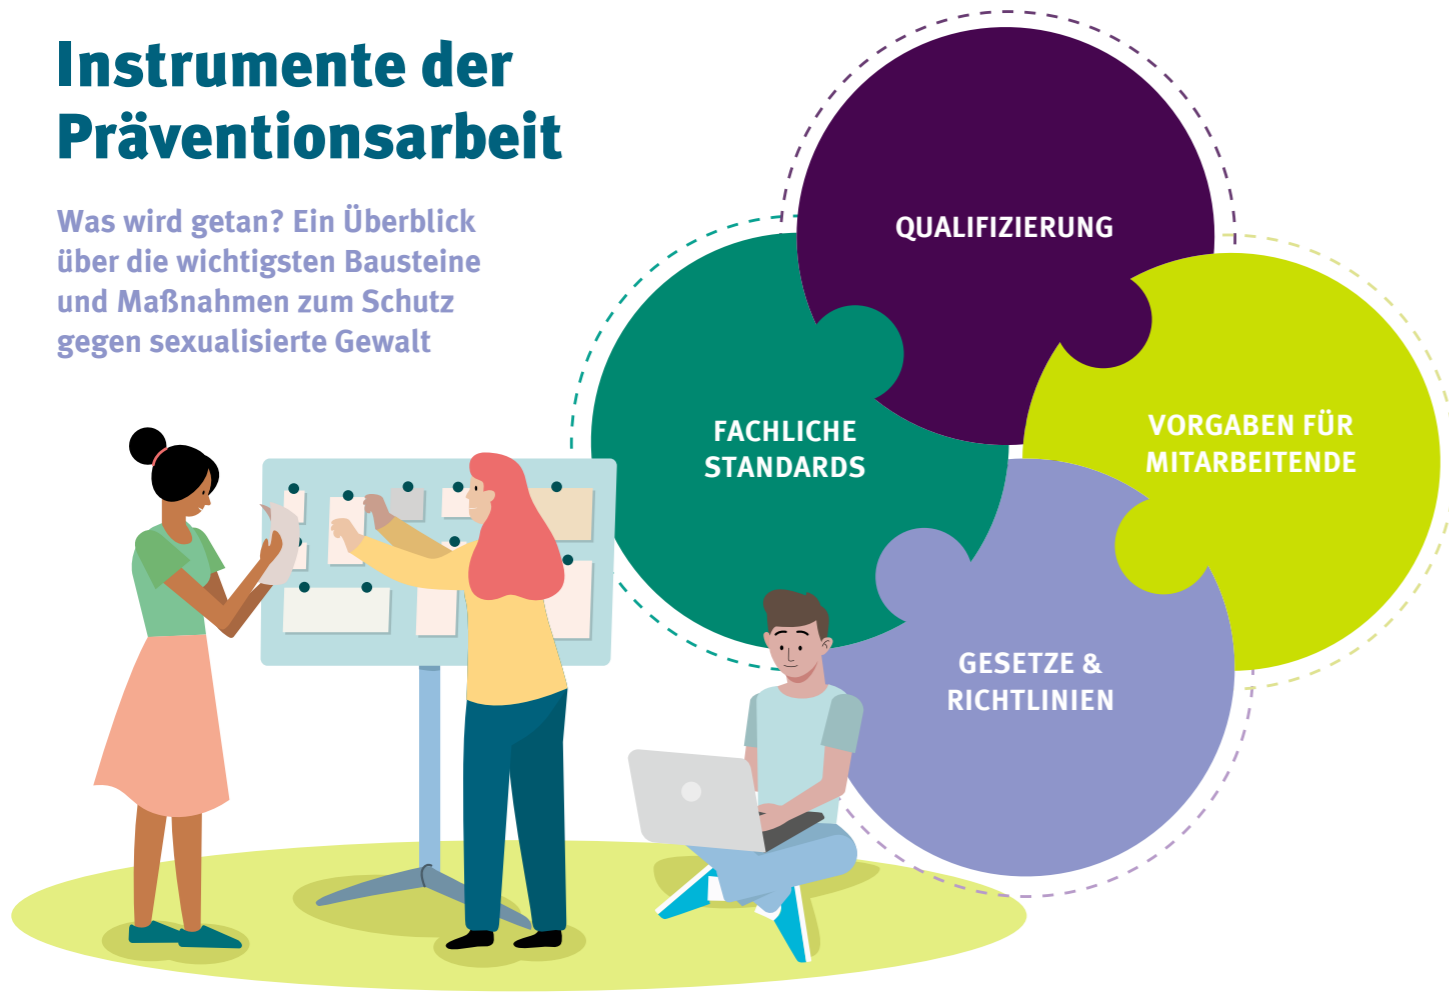 Instrumente der
Präventionsarbeit
Was wird getan? Ein Überblick
über die wichtigsten Bausteine
und Maßnahmen zum Schutz
gegen sexualisierte Gewalt
QUALIFIZIERUNG
FACHLICHE
STANDARDS
VORGABEN FÜR
MITARBEITENDE
GESETZE &
RICHTLINIEN